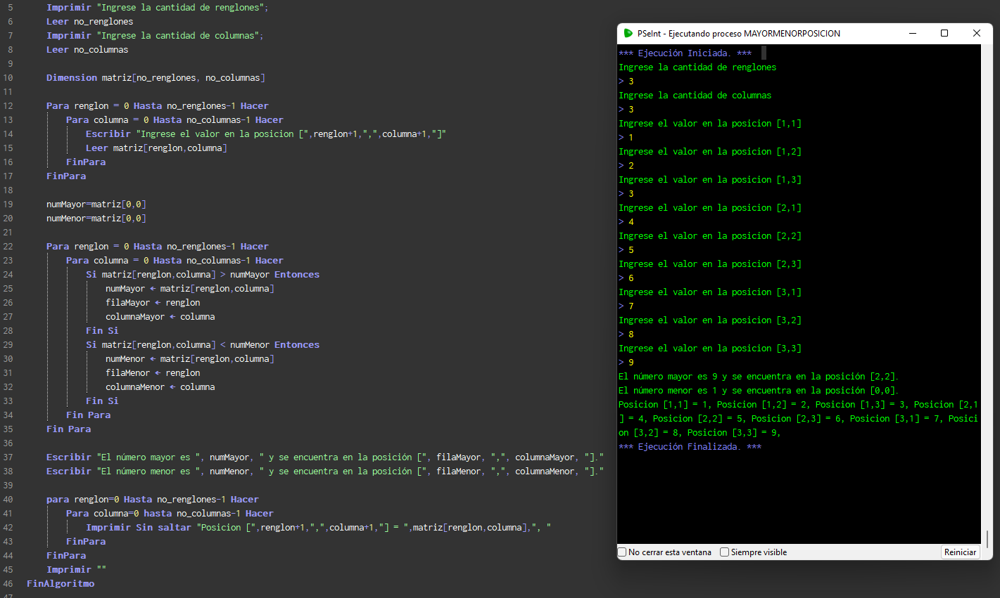 5 Imprimir "Ingrese la cantidad de renglones";
6 Leer no_renglones
7 Imprimir "Ingrese la cantidad de columnas";
8 Leer no_columnas
9
10 Dimension matriz[no_renglones, no_columnas]
11
12 Para renglon = 0 Hasta no_renglones-1 Hacer
13 Para columna = 0 Hasta no_columnas-1 Hacer
14 Escribir "Ingrese el valor en la posicion [",renglon+1,",",columna+1,"]"
15 Leer matriz[renglon,columna]
16 FinPara
17 FinPara
18
19 numMayor=matriz[0,0]
20 numMenor=matriz[0,0]
21
22 Para renglon = 0 Hasta no_renglones-1 Hacer
23 Para columna = 0 Hasta no_columnas-1 Hacer
24 Si matriz[renglon,columna] > numMayor Entonces
25 numMayor ← matriz[renglon,columna]
26 filaMayor ← renglon
27 columnaMayor ← columna
28 Fin Si
29 Si matriz[renglon,columna] < numMenor Entonces
30 numMenor ← matriz[renglon,columna]
31 filaMenor ← renglon
32 columnaMenor ← columna
33 Fin Si
34 Fin Para
35 Fin Para
36
37 Escribir "El número mayor es ", numMayor, " y se encuentra en la posición [", filaMayor, ",", columnaMayor, "]."
38 Escribir "El número menor es ", numMenor, " y se encuentra en la posición [", filaMenor, ",", columnaMenor, "]."
39
40 para renglon=0 Hasta no_renglones-1 Hacer
41 Para columna=0 hasta no_columnas-1 Hacer
42 Imprimir Sin saltar "Posicion [",renglon+1,",",columna+1,"] = ",matriz[renglon,columna],", "
43 FinPara
44 FinPara
45 Imprimir ""
46 FinAlgoritmo
47
PSeInt - Ejecutando proceso MAYORMENORPOSICION
*** Ejecución Iniciada. ***
Ingrese la cantidad de renglones
> 3
Ingrese la cantidad de columnas
> 3
Ingrese el valor en la posicion [1,1]
> 1
Ingrese el valor en la posicion [1,2]
> 2
Ingrese el valor en la posicion [1,3]
> 3
Ingrese el valor en la posicion [2,1]
> 4
Ingrese el valor en la posicion [2,2]
> 5
Ingrese el valor en la posicion [2,3]
> 6
Ingrese el valor en la posicion [3,1]
> 7
Ingrese el valor en la posicion [3,2]
> 8
Ingrese el valor en la posicion [3,3]
> 9
El número mayor es 9 y se encuentra en la posición [2,2].
El número menor es 1 y se encuentra en la posición [0,0].
Posicion [1,1] = 1, Posicion [1,2] = 2, Posicion [1,3] = 3, Posicion [2,1
] = 4, Posicion [2,2] = 5, Posicion [2,3] = 6, Posicion [3,1] = 7, Posici
on [3,2] = 8, Posicion [3,3] = 9,
*** Ejecución Finalizada. ***
No cerrar esta ventana Siempre visible Reiniciar